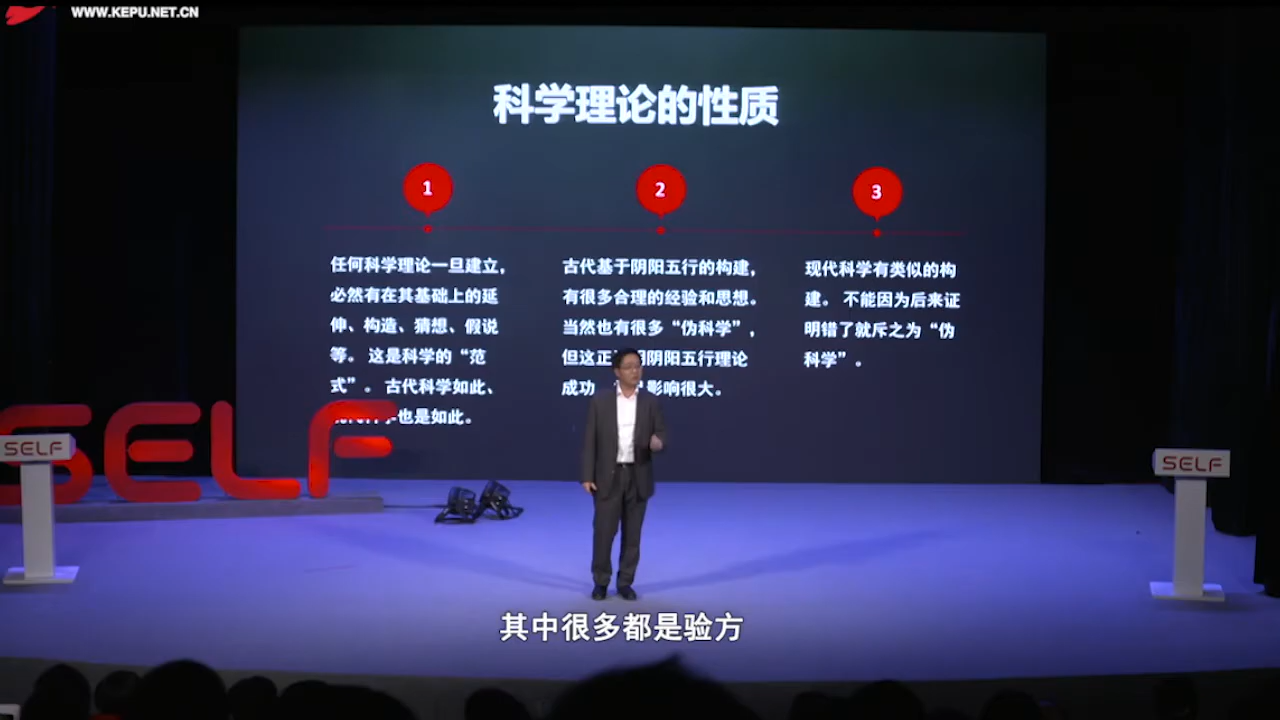 WWW.KEPU.NET.CN
科学理论的性质
1
任何科学理论一旦建立，
必然有在其基础上的延
伸、构造、猜想、假说
等。 这是科学的“范
式”。 古代科学如此、
也是如此。
2
古代基于阴阳五行的构建，
有很多合理的经验和思想。
当然也有很多“伪科学”，
但这正 阴阳五行理论
成功 影响很大。
3
现代科学有类似的构
建。 不能因为后来证
明错了就斥之为“伪
科学”。
SELF
SELF
SELF
其中很多都是验方